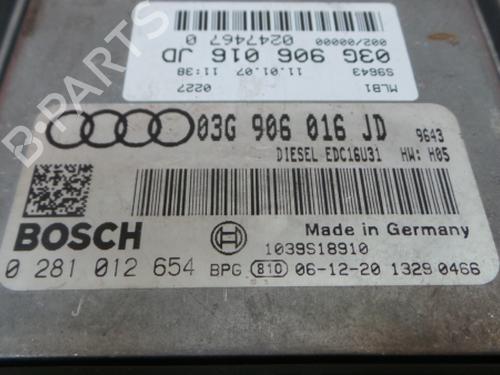 MLB1 0227
S9643 11.01.07 11:38
03G 906 016 JD
002/00000 0247467 0
03G 906 016 JD 9643
DIESEL EDC16U31 HW: H05
BOSCH
Made in Germany
1039S18910
0 281 012 654 BPG 810 06-12-20 1329 0466